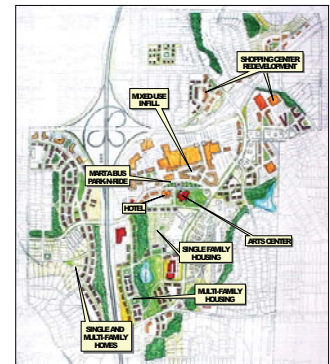 SHOPPING CENTER
REDEVELOPMENT
MIXED-USE
INFILL
MARTA BUS
PARK-N-RIDE
HOTEL
ARTS CENTER
SINGLE FAMILY
HOUSING
MULTI-FAMILY
HOUSING
SINGLE AND
MULTI-FAMILY
HOMES